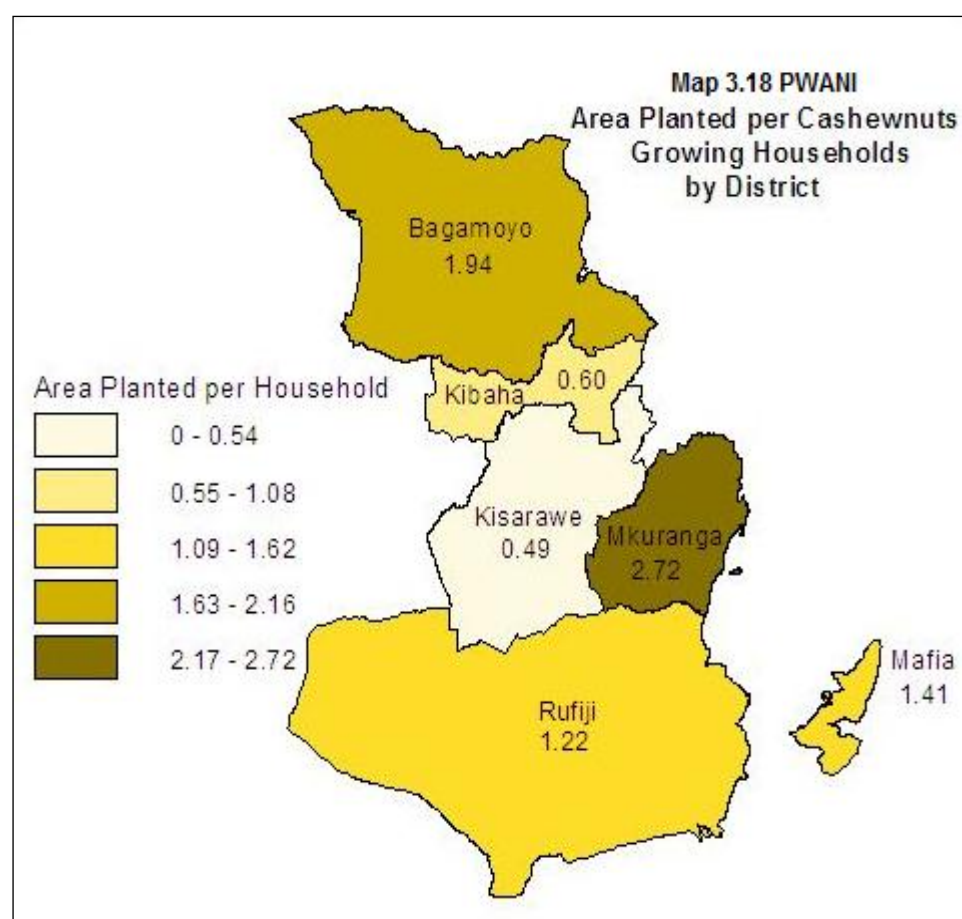 Map 3.18 PWANI
Area Planted per Cashewnuts
Growing Households
by District
Bagamoyo
1.94
Kibaha
0.60
Area Planted per Household
0 - 0.54
0.55 - 1.08
1.09 - 1.62
1.63 - 2.16
2.17 - 2.72
Kisarawe
0.49
Mkuranga
2.72
Mafia
1.41
Rufiji
1.22